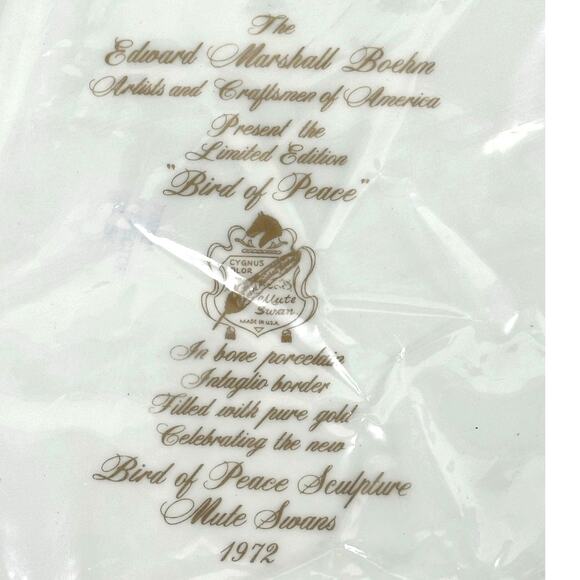 The
Edward Marshall Boehm
Artists and Craftsmen of America
Present the
Limited Edition
"Bird of Peace"
CYGNUS
OLOR
Mute
Swan
MADE IN U.S.A.
In bone porcelain
Intaglio border
Filled with pure gold
Celebrating the new
Bird of Peace Sculpture
Mute Swans
1972